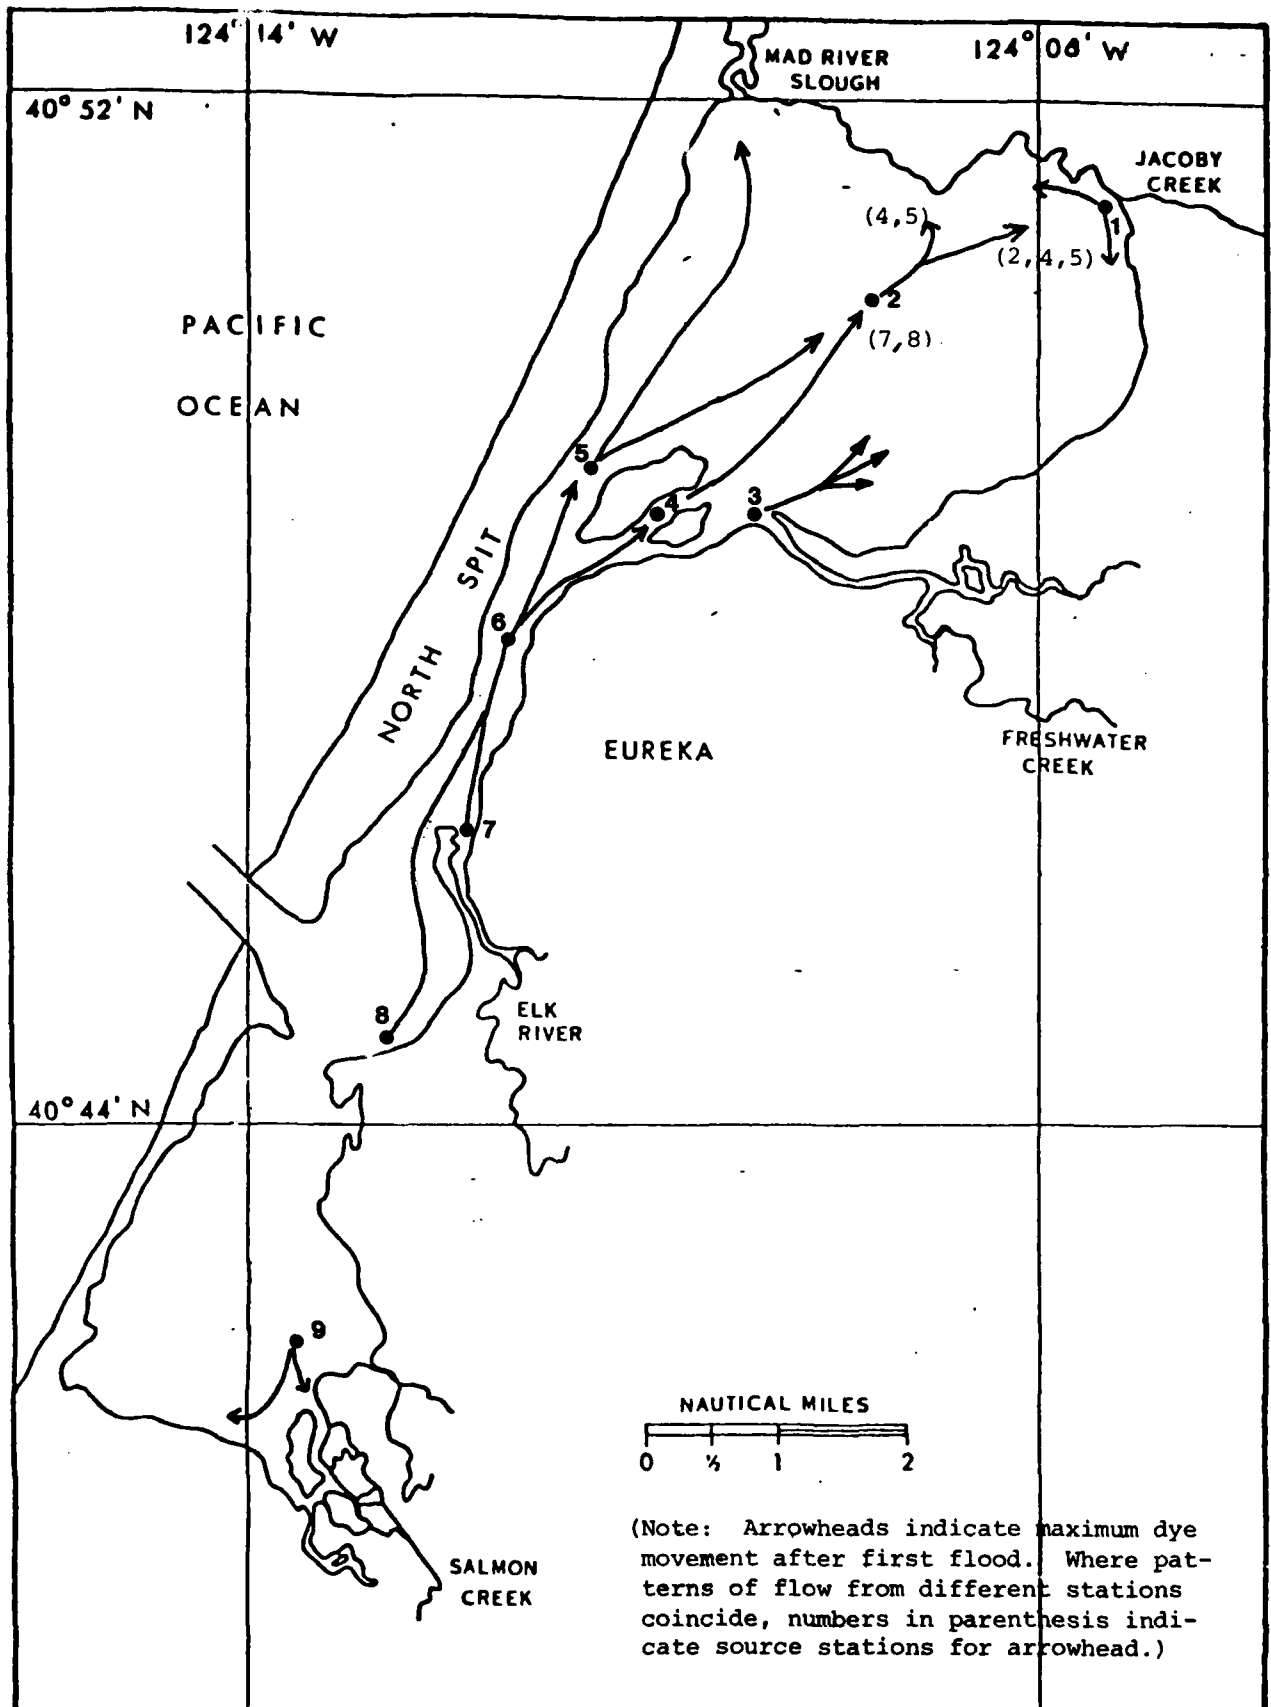 124° 14' W
124° 06' W
MAD RIVER
SLOUGH
40° 52' N
JACOBY
CREEK
(4,5)
1
(2,4,5)
2
PACIFIC
(7,8)
OCEAN
5
4
3
SPIT
6
NORTH
EUREKA
FRESHWATER
CREEK
7
8
ELK
RIVER
40° 44' N
9
NAUTICAL MILES
0 ½ 1 2
(Note: Arrowheads indicate maximum dye
movement after first flood. Where pat-
terns of flow from different stations
coincide, numbers in parenthesis indi-
cate source stations for arrowhead.)
SALMON
CREEK